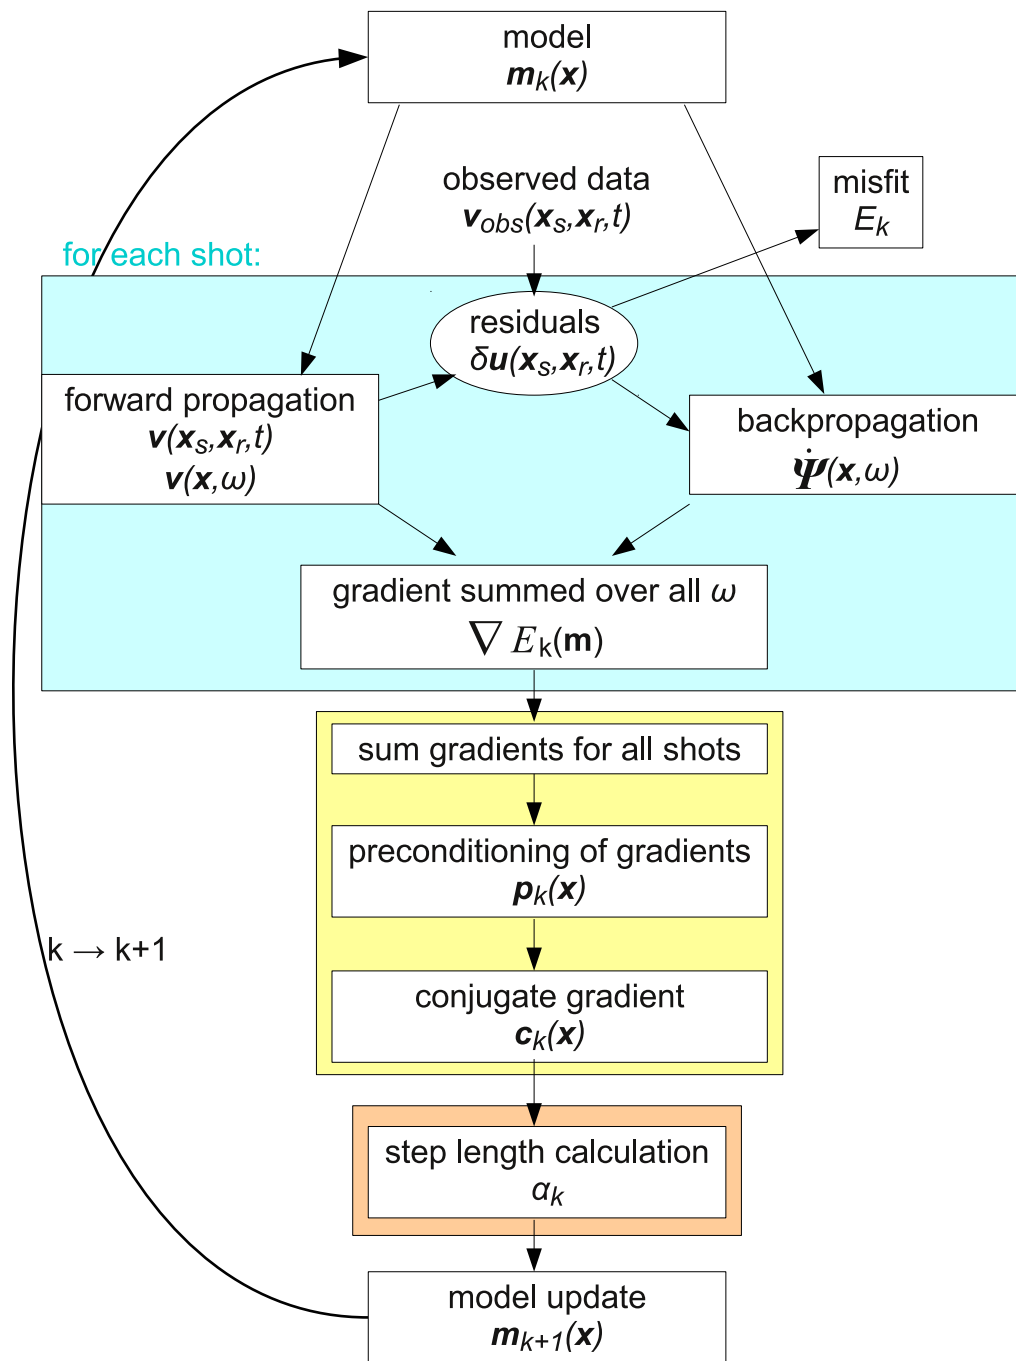 model
m_k(x)
observed data
v_obs(x_s,x_r,t)
misfit
E_k
for each shot:
residuals
δu(x_s,x_r,t)
forward propagation
v(x_s,x_r,t)
v(x,ω)
backpropagation
Ψ̇(x,ω)
gradient summed over all ω
∇ E_k(m)
sum gradients for all shots
preconditioning of gradients
p_k(x)
k → k+1
conjugate gradient
c_k(x)
step length calculation
α_k
model update
m_{k+1}(x)